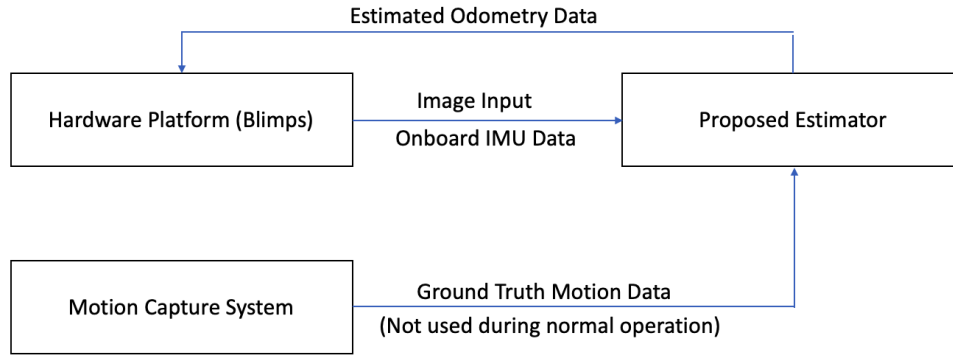 Estimated Odometry Data
Hardware Platform (Blimps)
Image Input
Onboard IMU Data
Proposed Estimator
Motion Capture System
Ground Truth Motion Data
(Not used during normal operation)